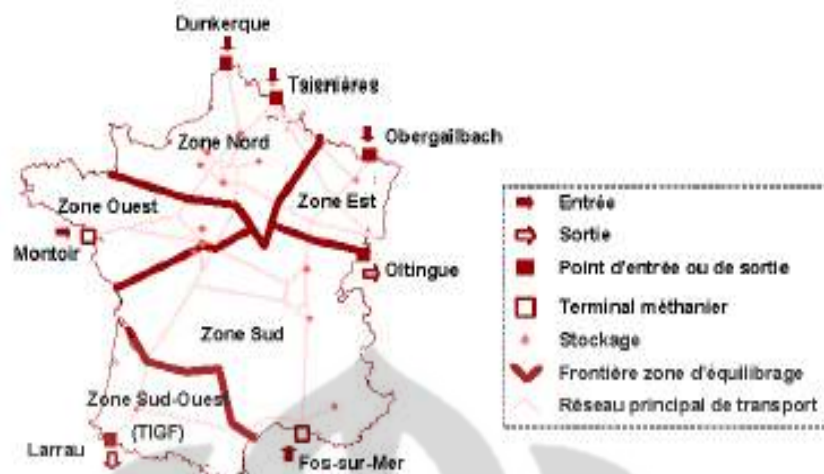 Dunkerque
Taisnières
Zone Nord
Obergailbach
Zone Ouest
Zone Est
Montoir
Oltingue
Zone Sud
Zone Sud-Ouest
(TIGF)
Larrau
Fos-sur-Mer
Entrée
Sortie
Point d'entrée ou de sortie
Terminal méthanier
Stockage
Frontière zone d'équilibrage
Réseau principal de transport